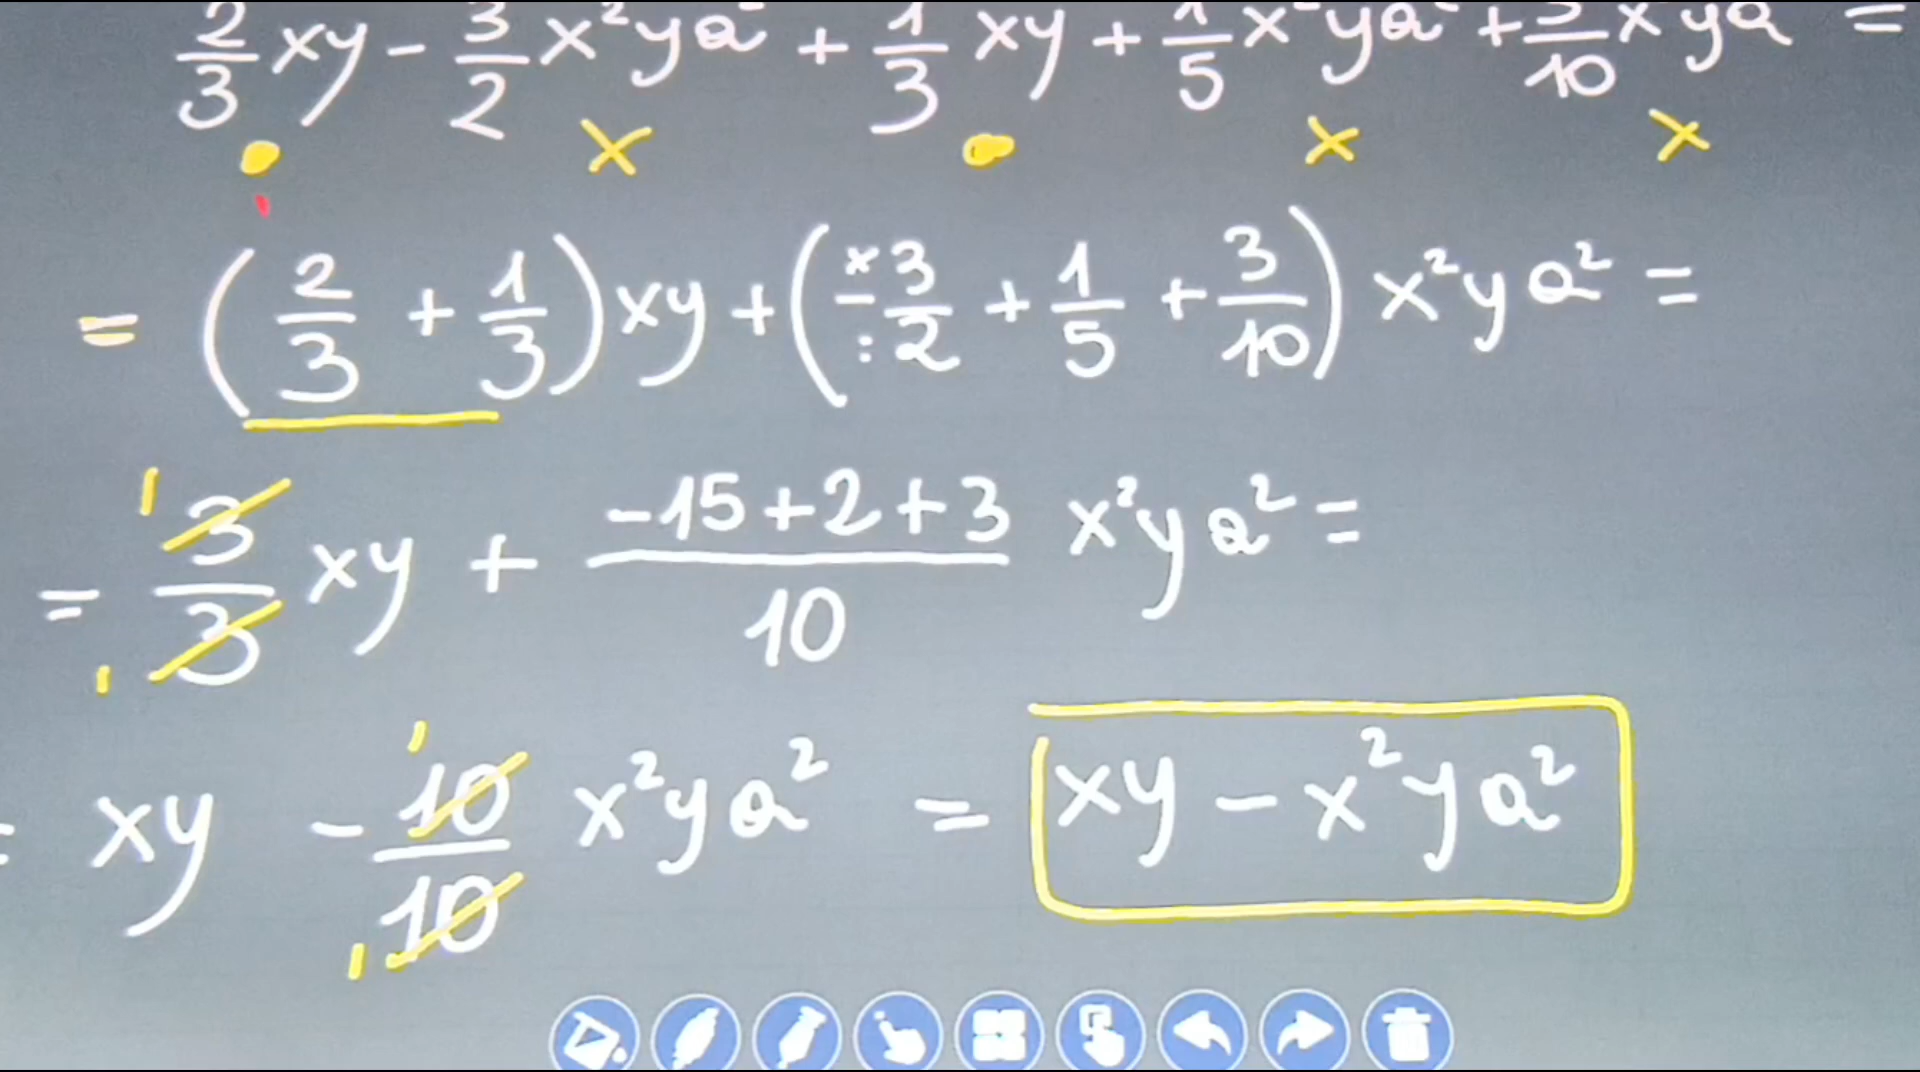 2/3 xy - 3/2 x²ya² + 1/3 xy + 1/5 x²ya² + 3/10 x²ya² =
= (2/3 + 1/3)xy + (-3/2 + 1/5 + 3/10) x²ya² =
= 3/3 xy + (-15+2+3)/10 x²ya² =
= xy - 10/10 x²ya² = xy - x²ya²